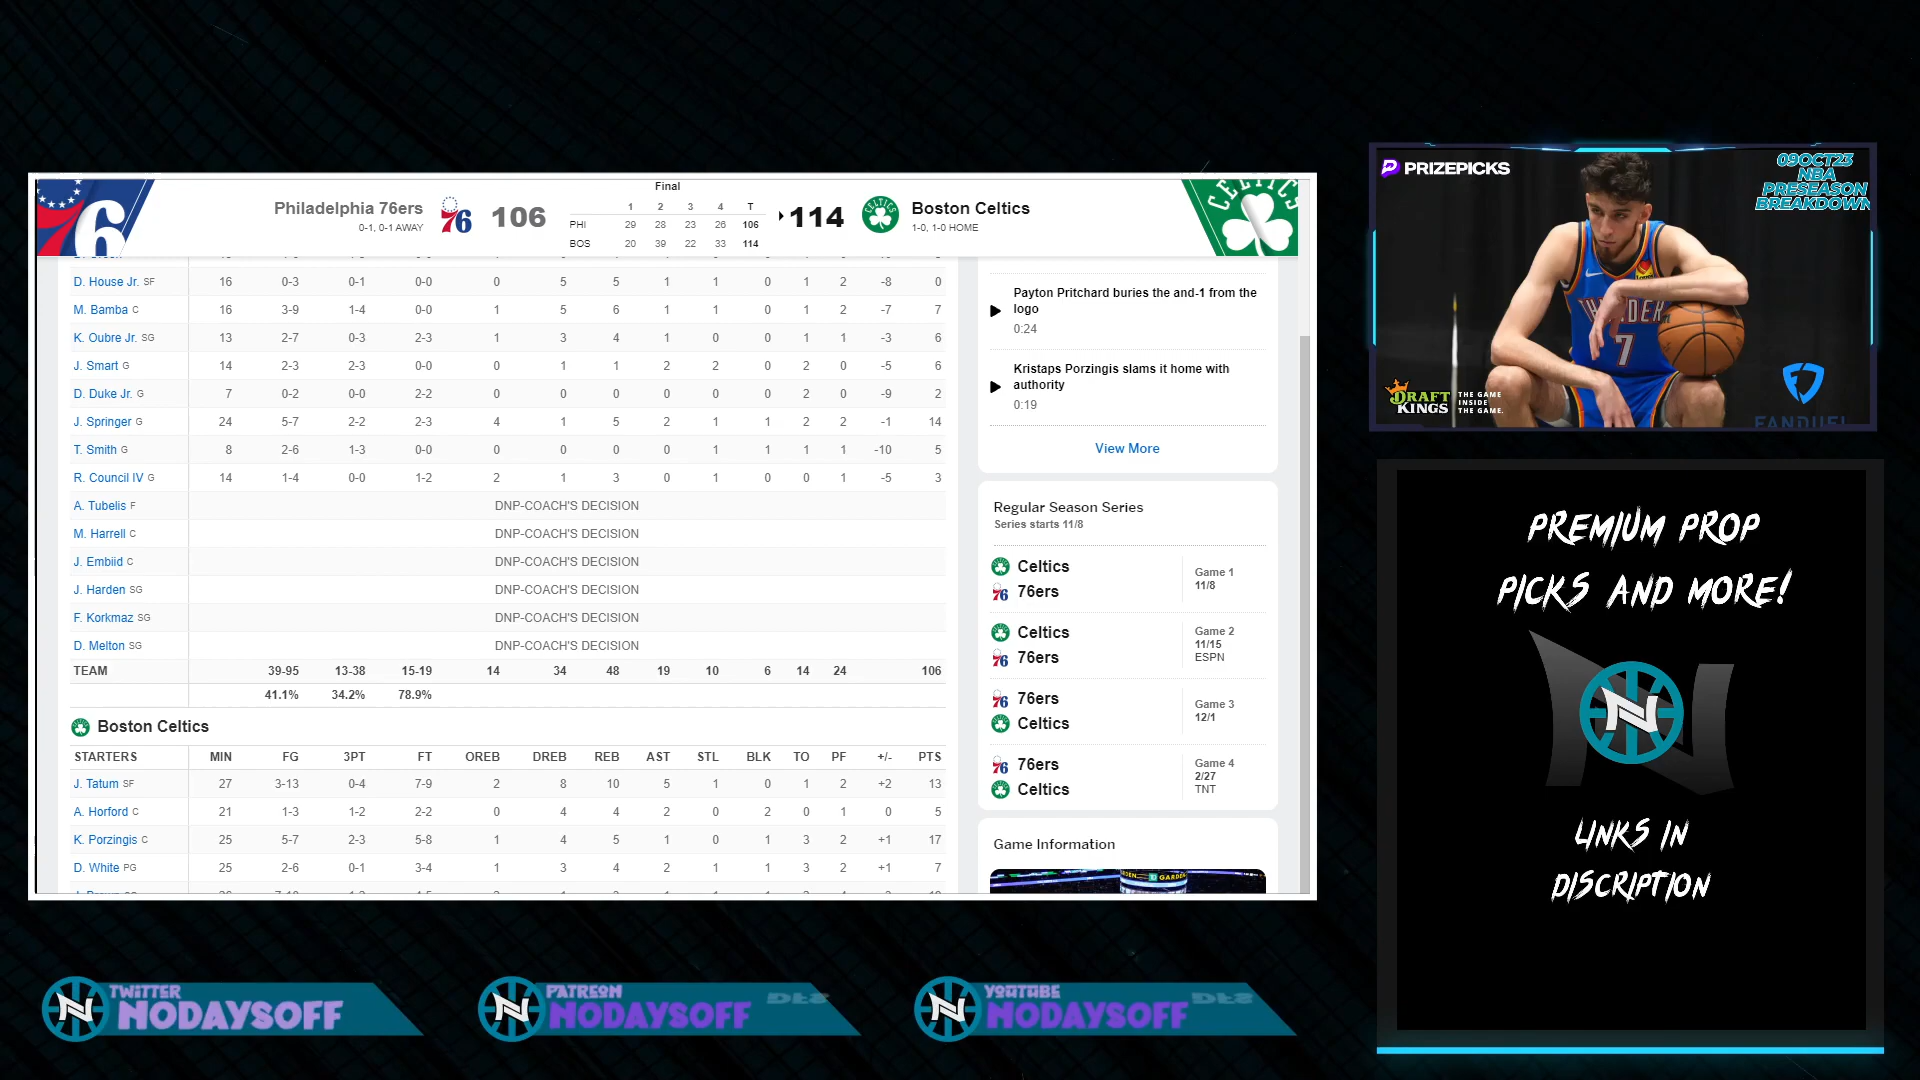 Final
Philadelphia 76ers
0-1, 0-1 AWAY
76
106
1 2 3 4 T
PHI 29 28 23 26 106
BOS 20 39 22 33 114
114
Boston Celtics
1-0, 1-0 HOME
CELTICS
D. House Jr. SF 16 0-3 0-1 0-0 0 5 5 1 1 0 1 2 -8 0
M. Bamba C 16 3-9 1-4 0-0 1 5 6 1 1 0 1 2 -7 7
K. Oubre Jr. SG 13 2-7 0-3 2-3 1 3 4 1 0 0 1 1 -3 6
J. Smart G 14 2-3 2-3 0-0 0 1 1 2 2 0 2 0 -5 6
D. Duke Jr. G 7 0-2 0-0 2-2 0 0 0 0 0 0 2 0 -9 2
J. Springer G 24 5-7 2-2 2-3 4 1 5 2 1 1 2 2 -1 14
T. Smith G 8 2-6 1-3 0-0 0 0 0 0 1 1 1 1 -10 5
R. Council IV G 14 1-4 0-0 1-2 2 1 3 0 1 0 0 1 -5 3
A. Tubelis F DNP-COACH'S DECISION
M. Harrell C DNP-COACH'S DECISION
J. Embiid C DNP-COACH'S DECISION
J. Harden SG DNP-COACH'S DECISION
F. Korkmaz SG DNP-COACH'S DECISION
D. Melton SG DNP-COACH'S DECISION
TEAM 39-95 13-38 15-19 14 34 48 19 10 6 14 24 106
41.1% 34.2% 78.9%
Boston Celtics
STARTERS MIN FG 3PT FT OREB DREB REB AST STL BLK TO PF +/- PTS
J. Tatum SF 27 3-13 0-4 7-9 2 8 10 5 1 0 1 2 +2 13
A. Horford C 21 1-3 1-2 2-2 0 4 4 2 0 2 0 1 0 5
K. Porzingis C 25 5-7 2-3 5-8 1 4 5 1 0 1 3 2 +1 17
D. White PG 25 2-6 0-1 3-4 1 3 4 2 1 1 3 2 +1 7
Payton Pritchard buries the and-1 from the
logo
0:24
Kristaps Porzingis slams it home with
authority
0:19
View More
Regular Season Series
Series starts 11/8
Celtics
76ers
Game 1
11/8
Celtics
76ers
Game 2
11/15
ESPN
76ers
Celtics
Game 3
12/1
76ers
Celtics
Game 4
2/27
TNT
Game Information
PRIZEPICKS
09OCT23
NBA
PRESEASON
BREAKDOWN
7
DRAFT
KINGS
THE GAME
INSIDE
THE GAME.
FANDUEL
PREMIUM PROP
PICKS AND MORE!
N
LINKS IN
DISCRIPTION
TWITTER
NODAYSOFF
PATREON
NODAYSOFF
YOUTUBE
NODAYSOFF